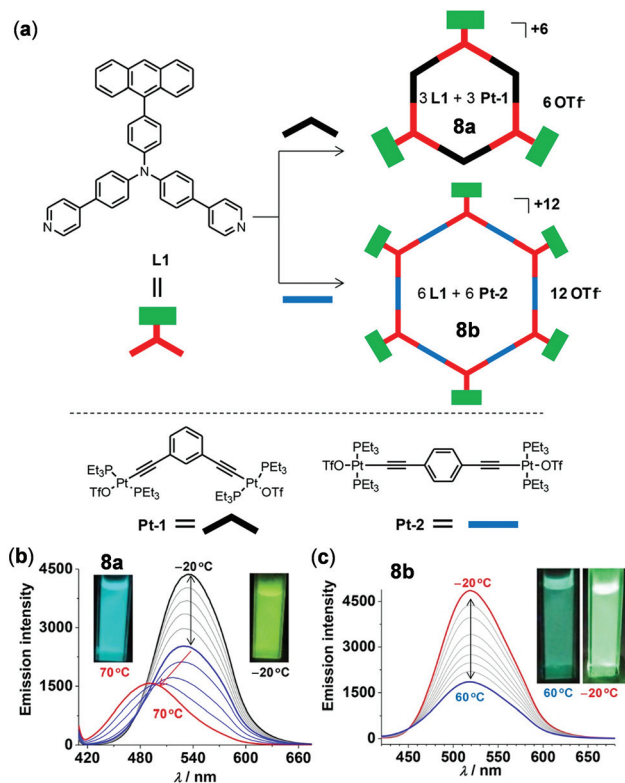 (a)
+6
3 L1 + 3 Pt-1
8a
6 OTf-
N
N
N
L1
=
+12
6 L1 + 6 Pt-2
8b
12 OTf-
PEt3
Pt
TfO
PEt3
PEt3
Pt
OTf
PEt3
Pt-1 =
PEt3
TfO-Pt
PEt3
PEt3
Pt-OTf
PEt3
Pt-2 =
(b)
8a
Emission intensity
4500
3000
1500
0
−20 °C
70 °C
−20 °C
70 °C
420 480 540 600 660
λ / nm
(c)
8b
Emission intensity
4500
3000
1500
0
−20 °C
60 °C
60 °C −20 °C
450 500 550 600 650
λ / nm